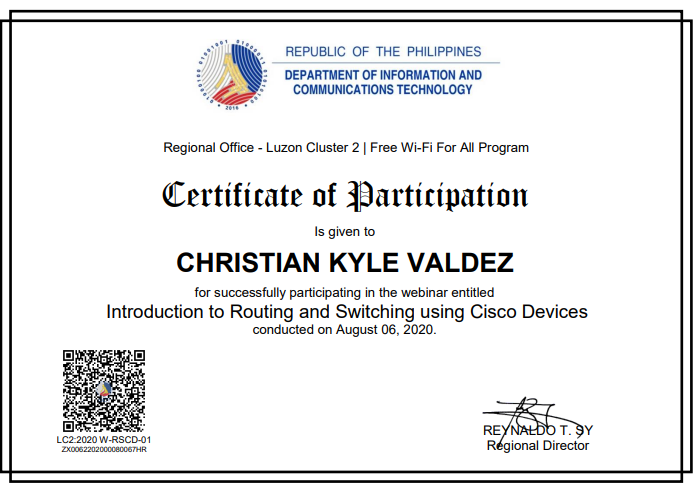 REPUBLIC OF THE PHILIPPINES
DEPARTMENT OF INFORMATION AND
COMMUNICATIONS TECHNOLOGY
2016
Regional Office - Luzon Cluster 2 | Free Wi-Fi For All Program
Certificate of Participation
Is given to
CHRISTIAN KYLE VALDEZ
for successfully participating in the webinar entitled
Introduction to Routing and Switching using Cisco Devices
conducted on August 06, 2020.
LC2:2020 W-RSCD-01
ZX0062202000080067HR
REYNALDO T. SY
Regional Director